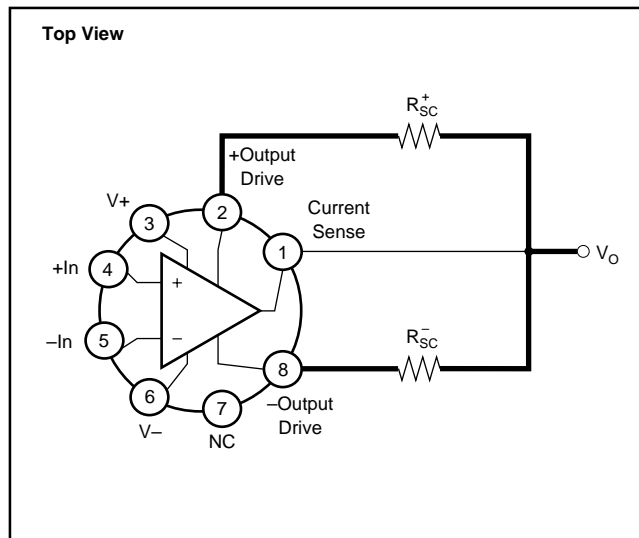 Top View
R+SC
+Output
Drive
V+
3
2
Current
Sense
1
+In
4
+
VO
–In
5
–
R–SC
8
6
7
–Output
Drive
V–
NC